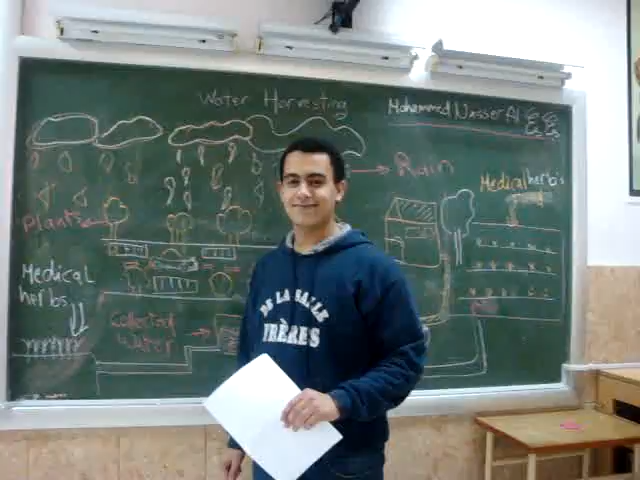 Water Harvesting
Mohammed Nasser Al
Rain
Medical herbs
Plants
Medical
herbs
Collected
water
DE LA SALLE
FRÈRES